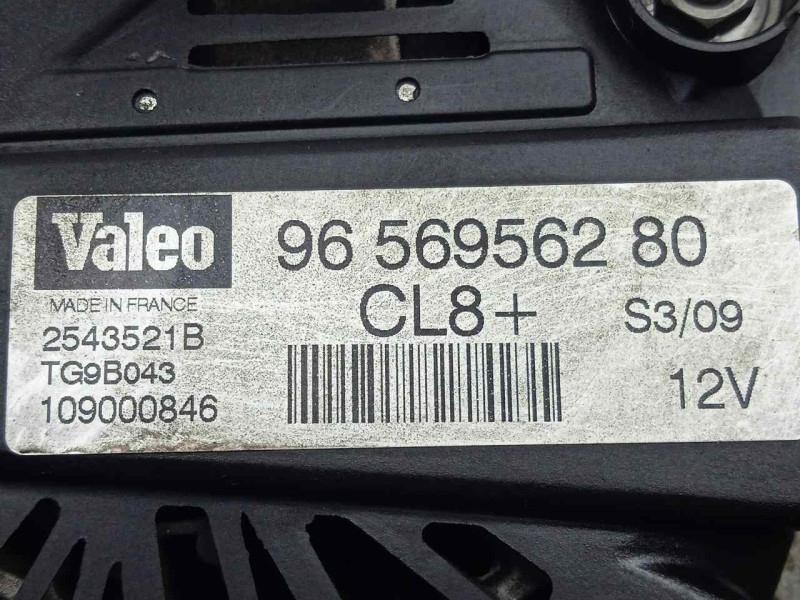 Valeo
96 569562 80
MADE IN FRANCE
CL8+
S3/09
2543521B
TG9B043
12V
109000846